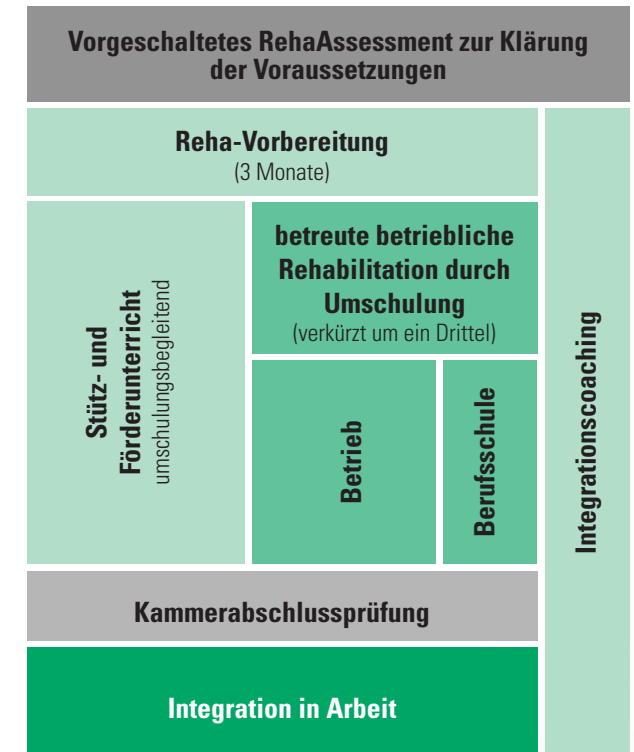 Vorgeschaltetes RehaAssessment zur Klärung
der Voraussetzungen
Reha-Vorbereitung
(3 Monate)
Stütz- und
Förderunterricht
umschulungsbegleitend
betreute betriebliche
Rehabilitation durch
Umschulung
(verkürzt um ein Drittel)
Betrieb
Berufsschule
Integrationscoaching
Kammerabschlussprüfung
Integration in Arbeit